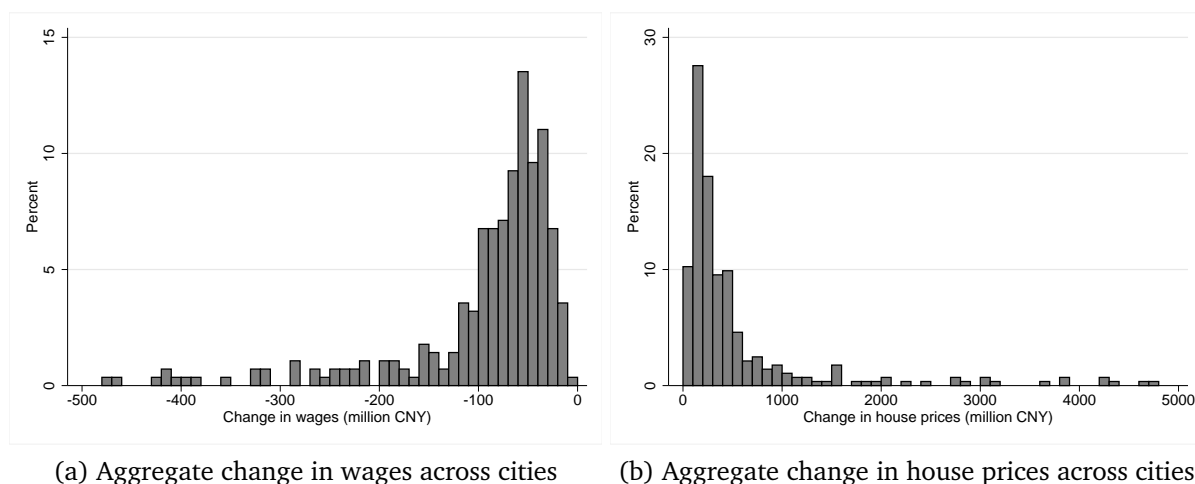 15
10
5
0
Percent
-500 -400 -300 -200 -100 0
Change in wages (million CNY)
(a) Aggregate change in wages across cities
30
20
10
0
Percent
0 1000 2000 3000 4000 5000
Change in house prices (million CNY)
(b) Aggregate change in house prices across cities